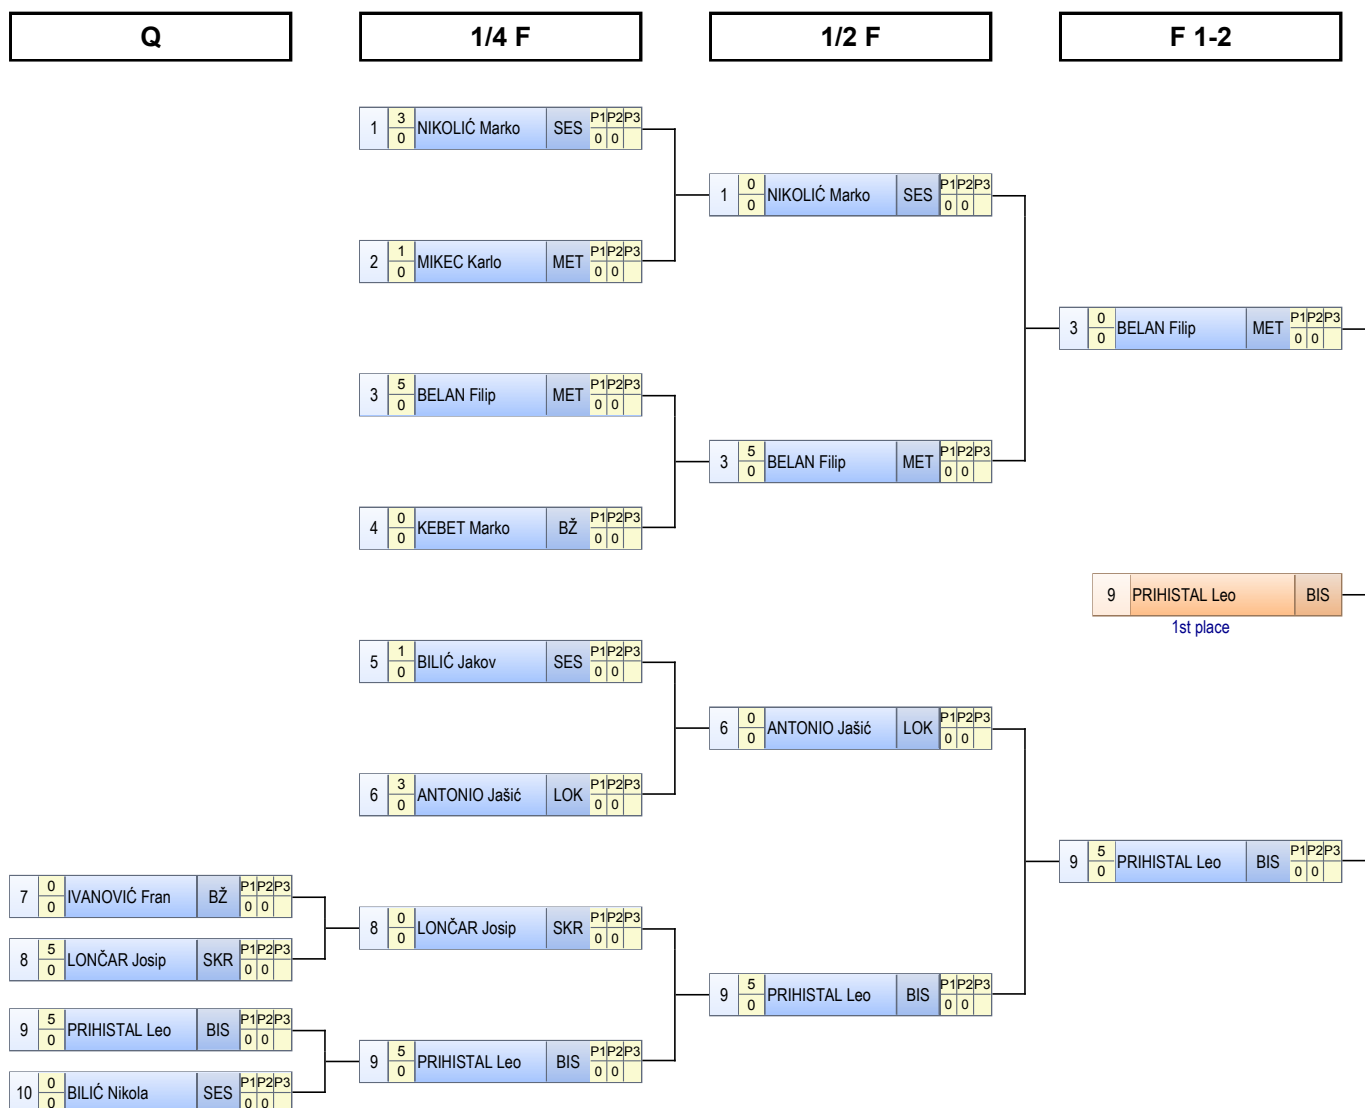 Q 1/4 F 1/2 F F 1-2
1 3 0 NIKOLIĆ Marko SES P1 P2 P3 0 0
1 0 0 NIKOLIĆ Marko SES P1 P2 P3 0 0
2 1 0 MIKEC Karlo MET P1 P2 P3 0 0
3 0 0 BELAN Filip MET P1 P2 P3 0 0
3 5 0 BELAN Filip MET P1 P2 P3 0 0
3 5 0 BELAN Filip MET P1 P2 P3 0 0
4 0 0 KEBET Marko BŽ P1 P2 P3 0 0
9 PRIHISTAL Leo BIS
1st place
5 1 0 BILIĆ Jakov SES P1 P2 P3 0 0
6 0 0 ANTONIO Jašić LOK P1 P2 P3 0 0
6 3 0 ANTONIO Jašić LOK P1 P2 P3 0 0
9 5 0 PRIHISTAL Leo BIS P1 P2 P3 0 0
7 0 0 IVANOVIĆ Fran BŽ P1 P2 P3 0 0
8 0 0 LONČAR Josip SKR P1 P2 P3 0 0
8 5 0 LONČAR Josip SKR P1 P2 P3 0 0
9 5 0 PRIHISTAL Leo BIS P1 P2 P3 0 0
9 5 0 PRIHISTAL Leo BIS P1 P2 P3 0 0
9 5 0 PRIHISTAL Leo BIS P1 P2 P3 0 0
10 0 0 BILIĆ Nikola SES P1 P2 P3 0 0